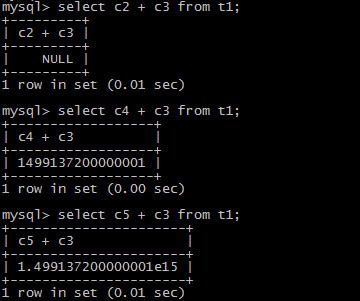 mysql> select c2 + c3 from t1;
+---------+
| c2 + c3 |
+---------+
|    NULL |
+---------+
1 row in set (0.01 sec)
mysql> select c4 + c3 from t1;
+------------------+
| c4 + c3          |
+------------------+
| 1499137200000001 |
+------------------+
1 row in set (0.00 sec)
mysql> select c5 + c3 from t1;
+----------------------+
| c5 + c3              |
+----------------------+
| 1.499137200000001e15 |
+----------------------+
1 row in set (0.01 sec)